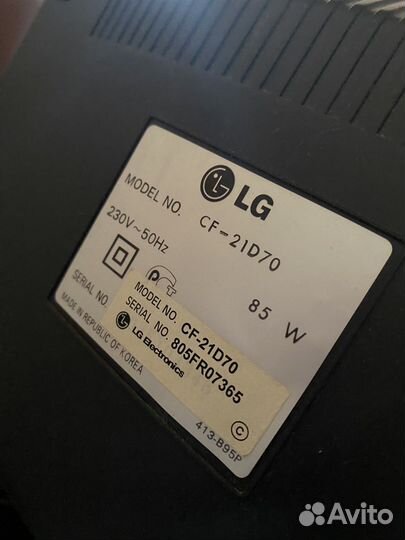 LG
MODEL NO. CF-21D70
230V~50Hz 85 W
SERIAL NO.
MADE IN REPUBLIC OF KOREA
MODEL NO. CF-21D70
SERIAL NO: 805FR07365
LG Electronics
C
413-B95P
Avito